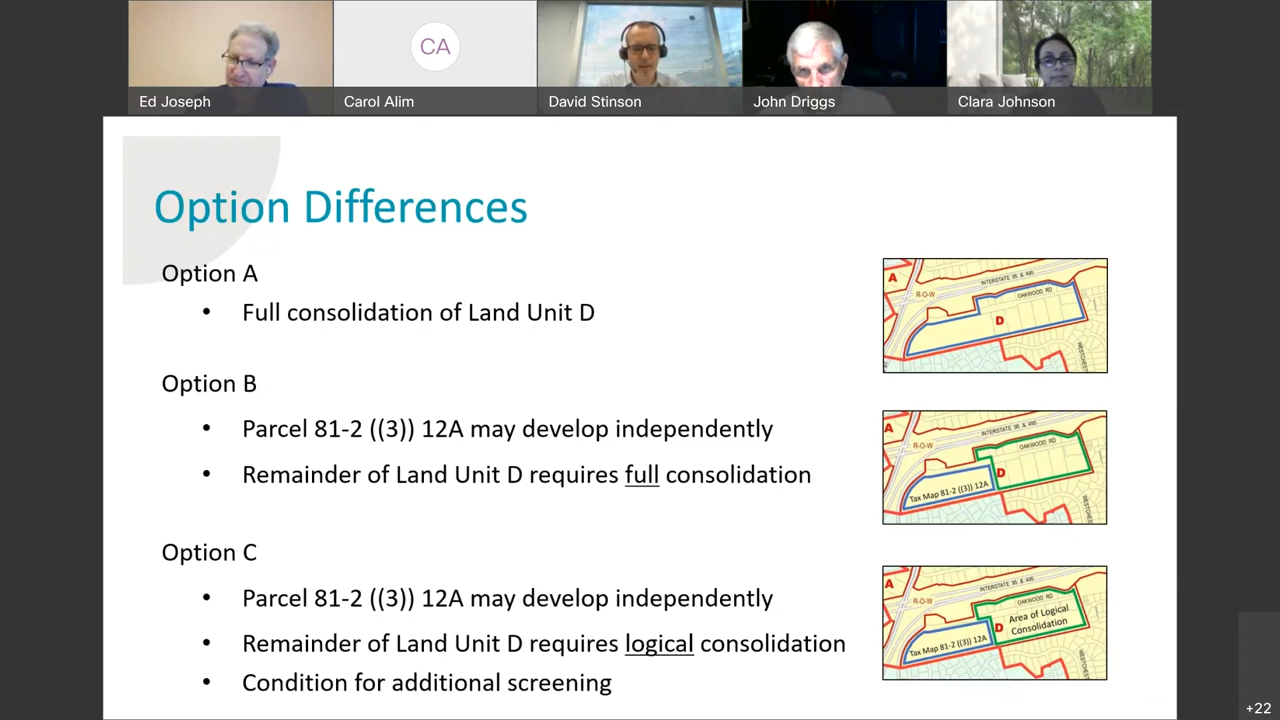 CA
Ed Joseph
Carol Alim
David Stinson
John Driggs
Clara Johnson
Option Differences
Option A
• Full consolidation of Land Unit D
A
INTERSTATE 95 & 495
R-O-W
OAKWOOD RD
D
WESTCHEST
Option B
• Parcel 81-2 ((3)) 12A may develop independently
• Remainder of Land Unit D requires full consolidation
A
INTERSTATE 95 & 495
R-O-W
OAKWOOD RD
D
Tax Map 81-2 ((3)) 12A
WESTCHEST
Option C
• Parcel 81-2 ((3)) 12A may develop independently
• Remainder of Land Unit D requires logical consolidation
• Condition for additional screening
A
INTERSTATE 95 & 495
R-O-W
OAKWOOD RD
Area of Logical
D
Consolidation
Tax Map 81-2 ((3)) 12A
WESTCHEST
+22